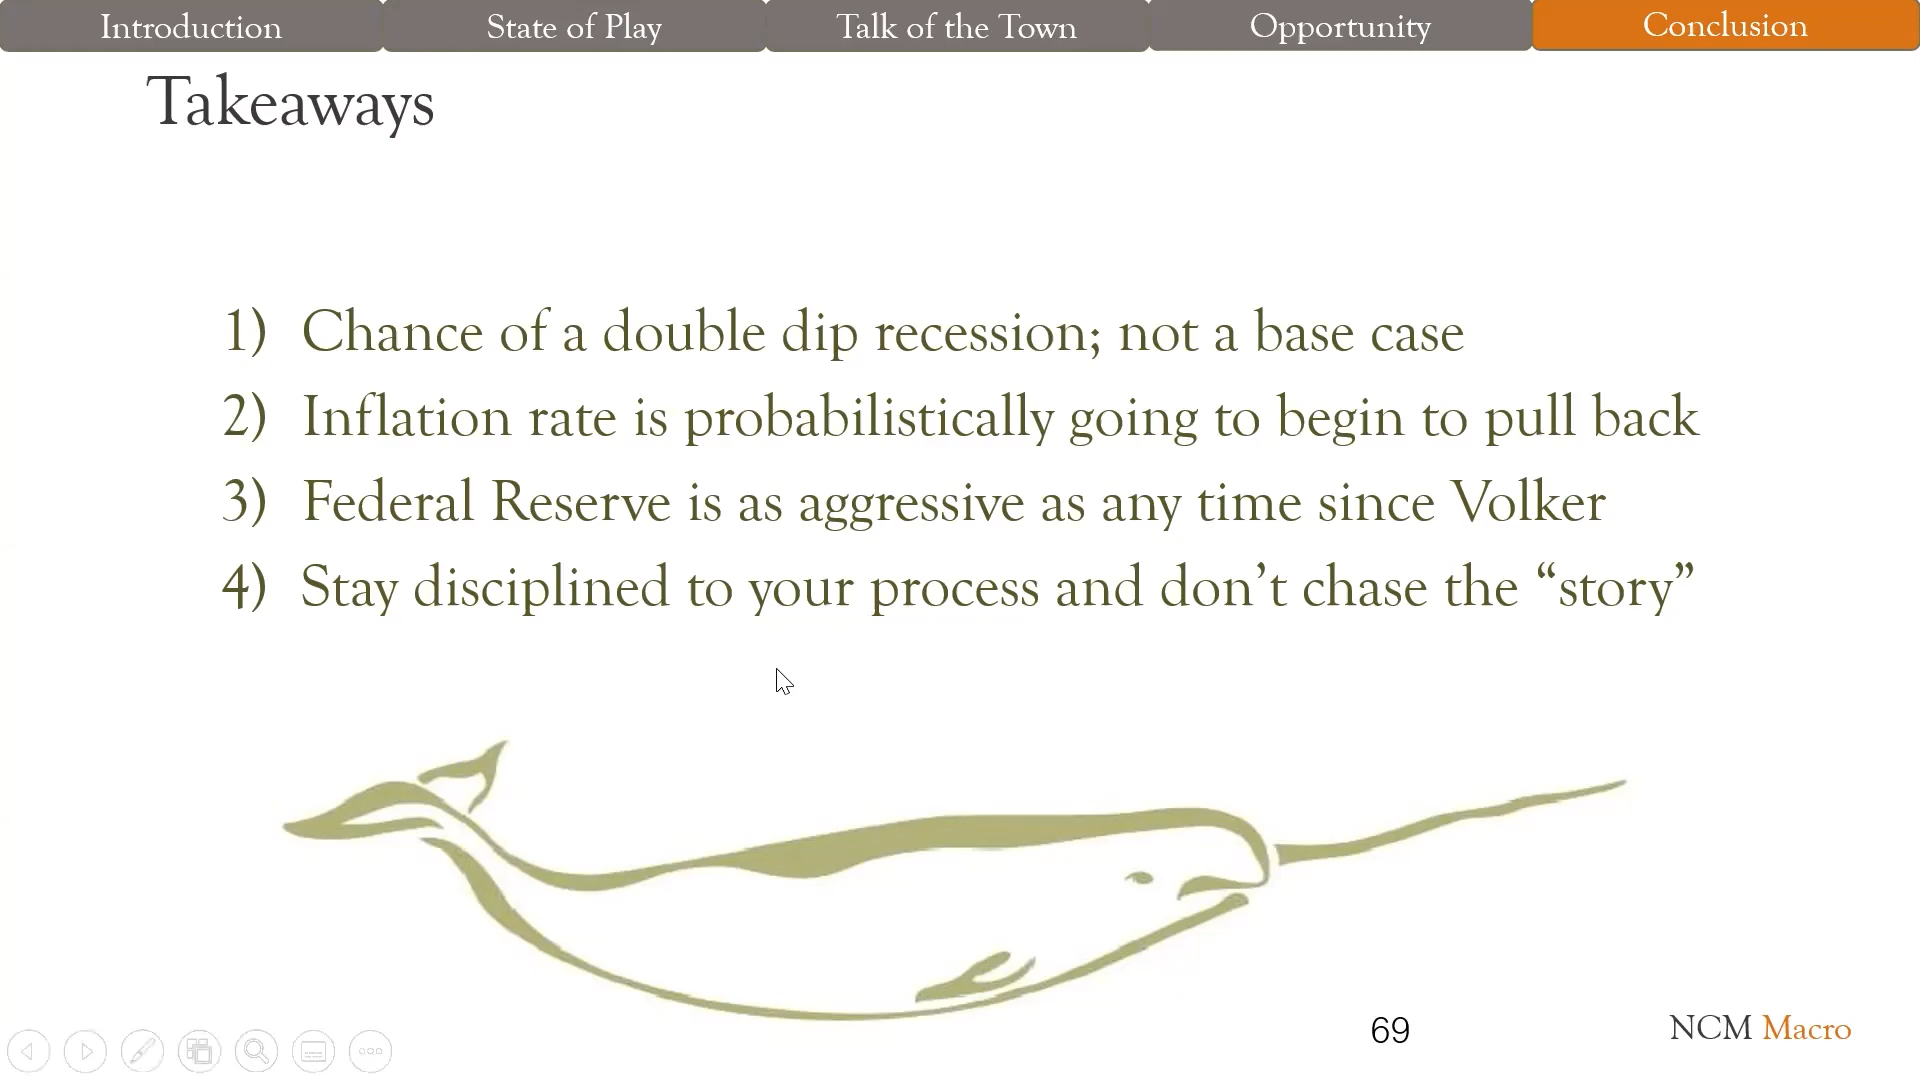 Introduction
State of Play
Talk of the Town
Opportunity
Conclusion
Takeaways
1) Chance of a double dip recession; not a base case
2) Inflation rate is probabilistically going to begin to pull back
3) Federal Reserve is as aggressive as any time since Volker
4) Stay disciplined to your process and don’t chase the “story”
69
NCM Macro